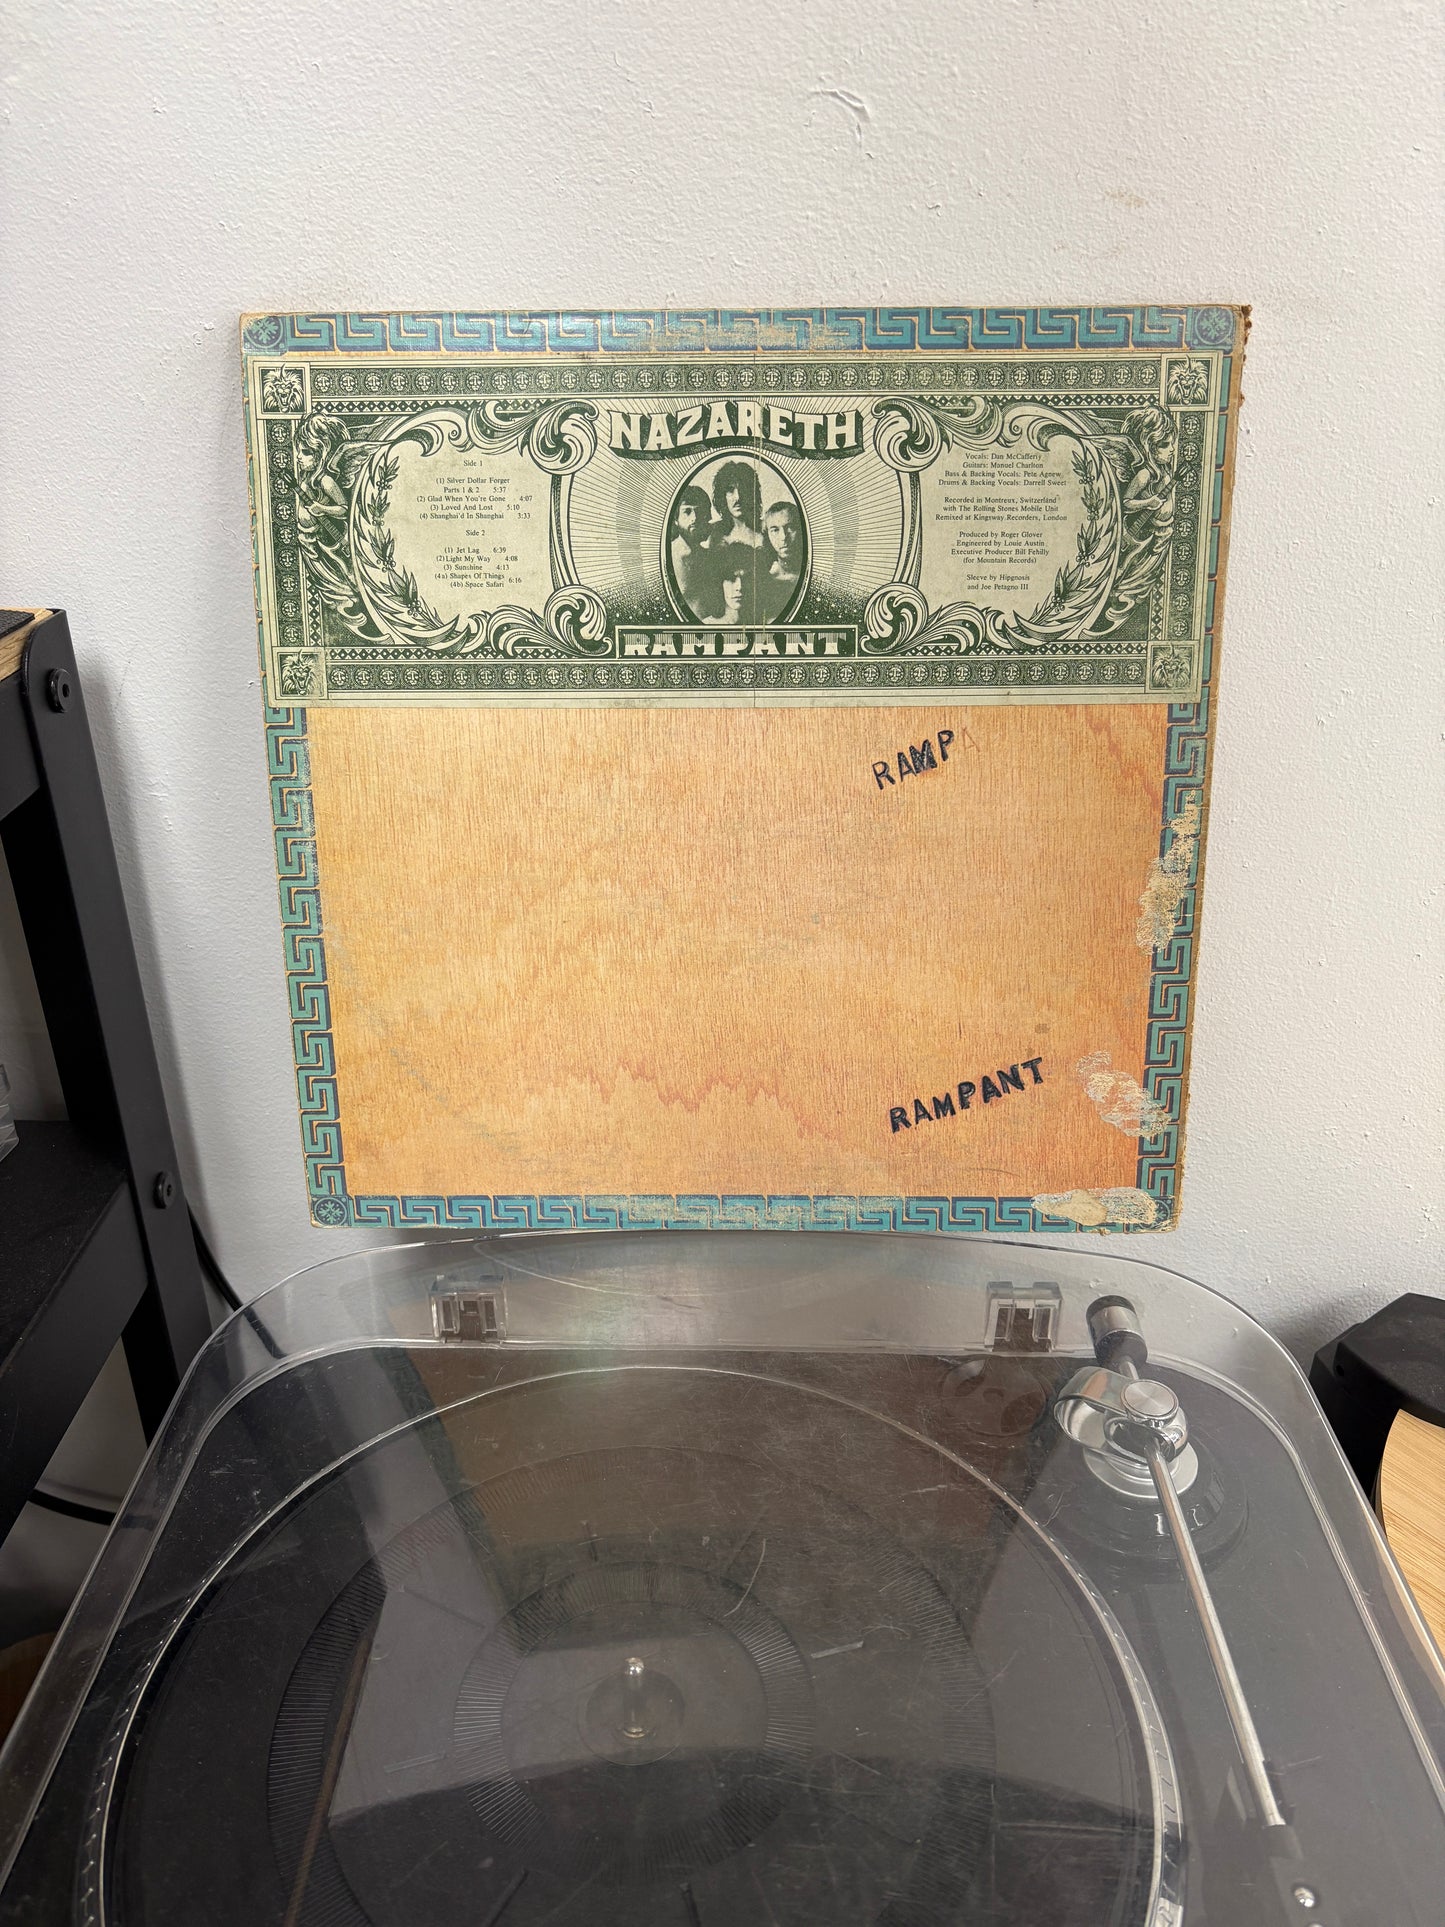 NAZARETH
Side 1
(1) Silver Dollar Forger
Parts 1 & 2 5:37
(2) Glad When You're Gone 4:07
(3) Loved And Lost 5:10
(4) Shanghai'd In Shanghai 3:33
Side 2
(1) Jet Lag 6:39
(2) Light My Way 4:08
(3) Sunshine 4:13
(4a) Shapes Of Things
(4b) Space Safari 6:16
Vocals: Dan McCafferty
Guitars: Manuel Charlton
Bass & Backing Vocals: Pete Agnew
Drums & Backing Vocals: Darrell Sweet
Recorded in Montreux, Switzerland
with The Rolling Stones Mobile Unit
Remixed at Kingsway Recorders, London
Produced by Roger Glover
Engineered by Louie Austin
Executive Producer Bill Fehilly
(for Mountain Records)
Sleeve by Hipgnosis
and Joe Petagno III
RAMPANT
RAMPA
RAMPANT